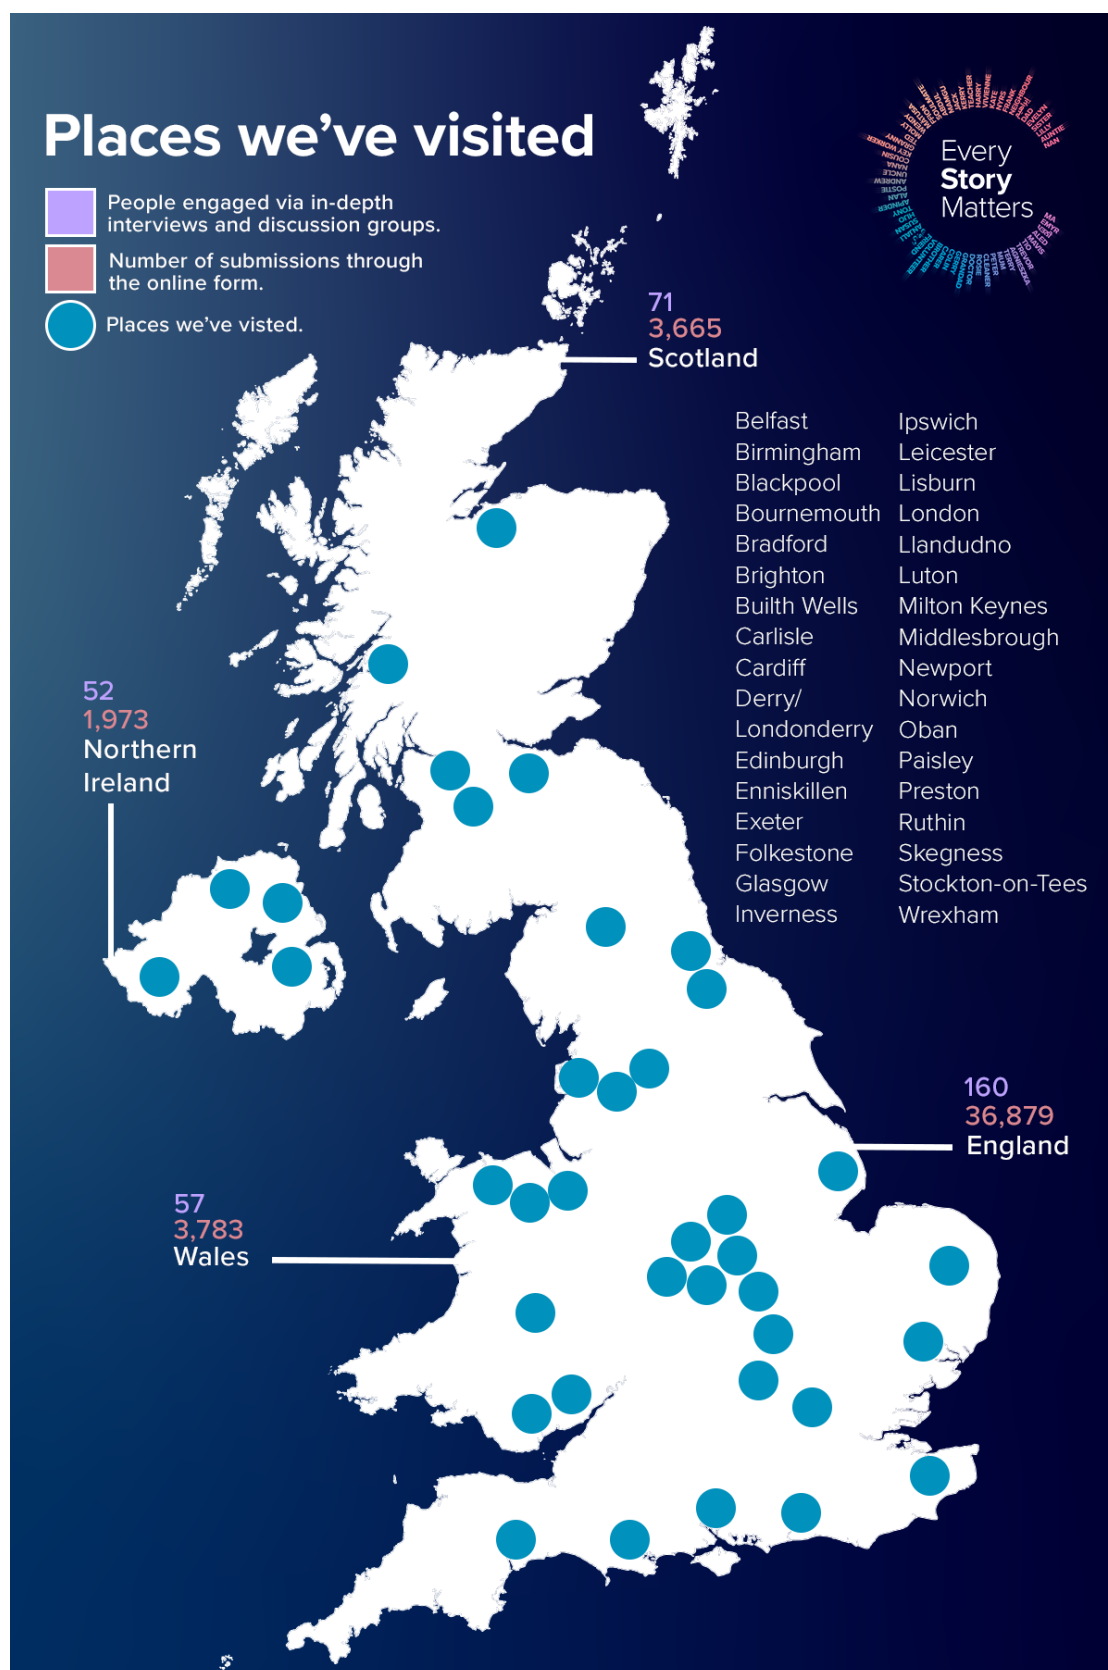 Places we've visited
People engaged via in-depth
interviews and discussion groups.
Number of submissions through
the online form.
Places we've visted.
Every
Story
Matters
71
3,665
Scotland
Belfast
Birmingham
Blackpool
Bournemouth
Bradford
Brighton
Builth Wells
Carlisle
Cardiff
Derry/
Londonderry
Edinburgh
Enniskillen
Exeter
Folkestone
Glasgow
Inverness
Ipswich
Leicester
Lisburn
London
Llandudno
Luton
Milton Keynes
Middlesbrough
Newport
Norwich
Oban
Paisley
Preston
Ruthin
Skegness
Stockton-on-Tees
Wrexham
52
1,973
Northern
Ireland
160
36,879
England
57
3,783
Wales